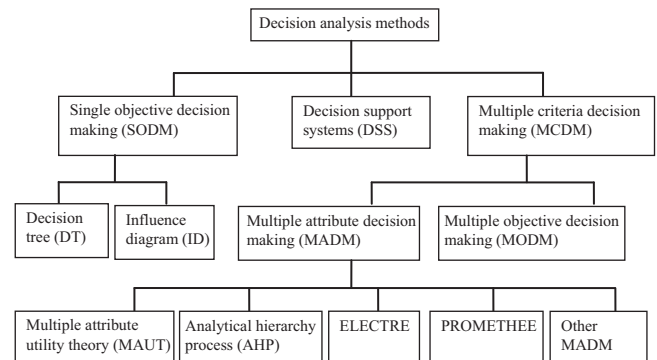 Decision analysis methods
Single objective decision
making (SODM)
Decision support
systems (DSS)
Multiple criteria decision
making (MCDM)
Decision
tree (DT)
Influence
diagram (ID)
Multiple attribute decision
making (MADM)
Multiple objective decision
making (MODM)
Multiple attribute
utility theory (MAUT)
Analytical hierarchy
process (AHP)
ELECTRE
PROMETHEE
Other
MADM